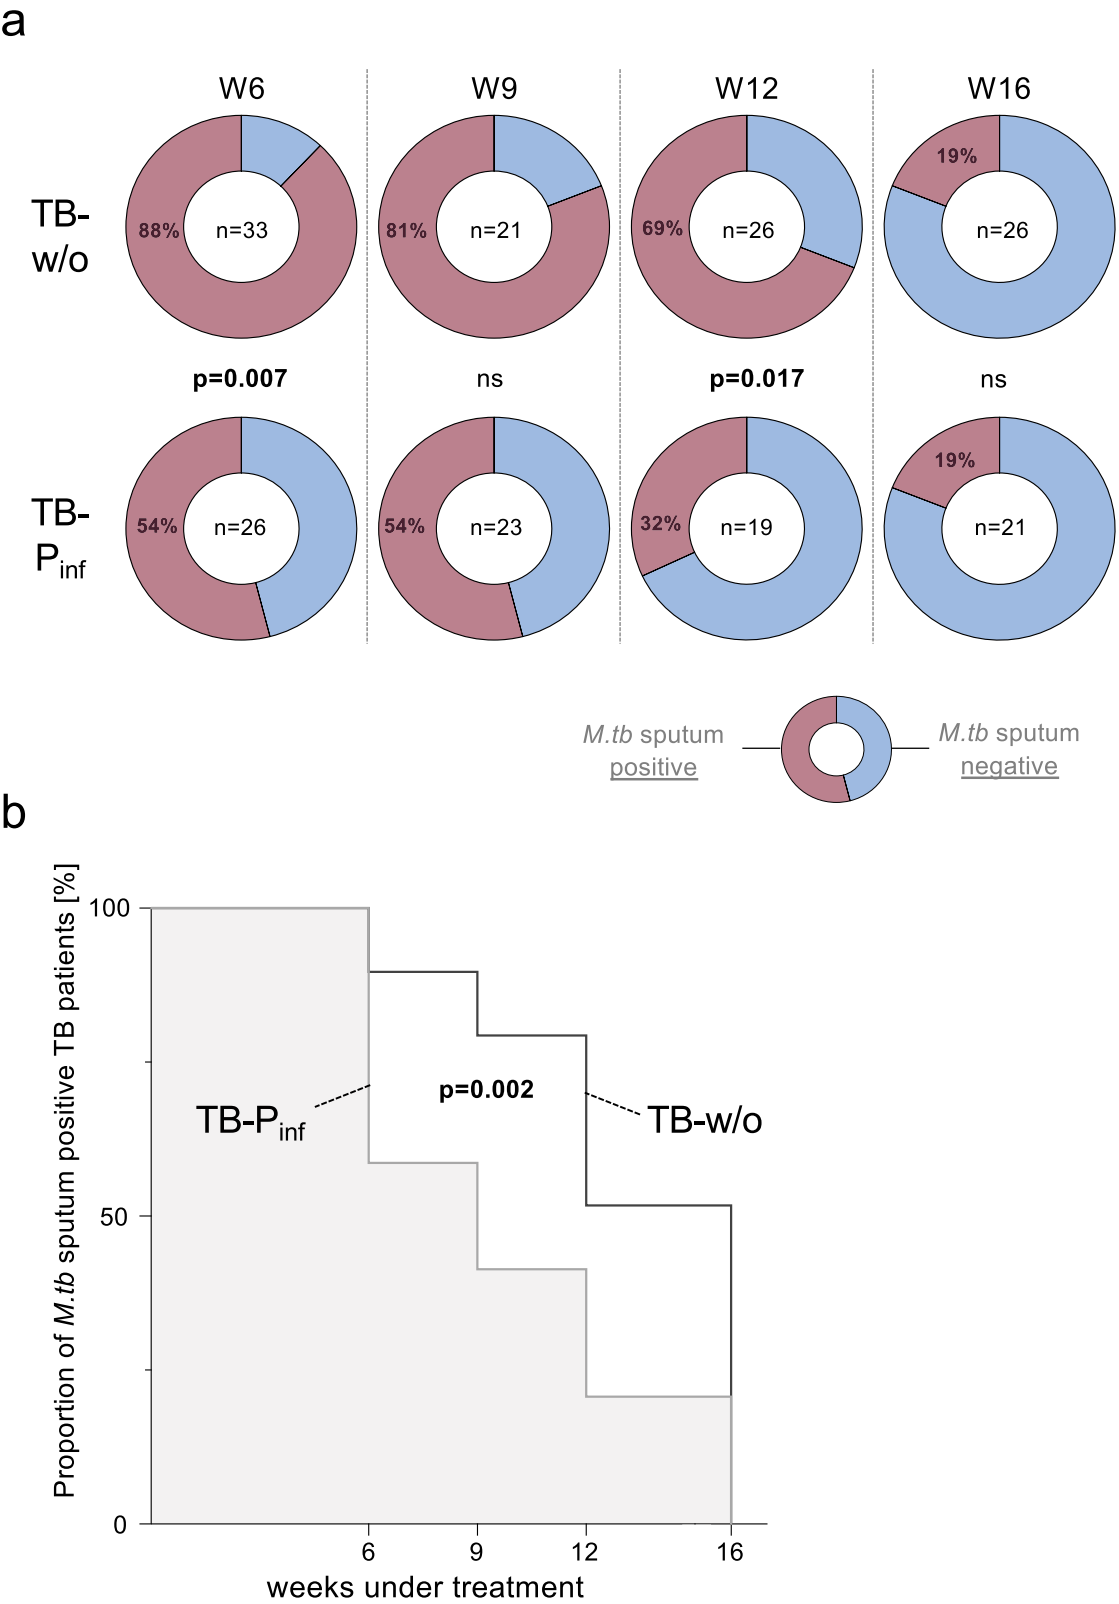 a
W6 W9 W12 W16
TB-
w/o
88% n=33 81% n=21 69% n=26 19% n=26
p=0.007 ns p=0.017 ns
TB-
Pinf
54% n=26 54% n=23 32% n=19 19% n=21
M.tb sputum
positive
M.tb sputum
negative
b
Proportion of M.tb sputum positive TB patients [%]
100
50
0
TB-Pinf
p=0.002
TB-w/o
6 9 12 16
weeks under treatment